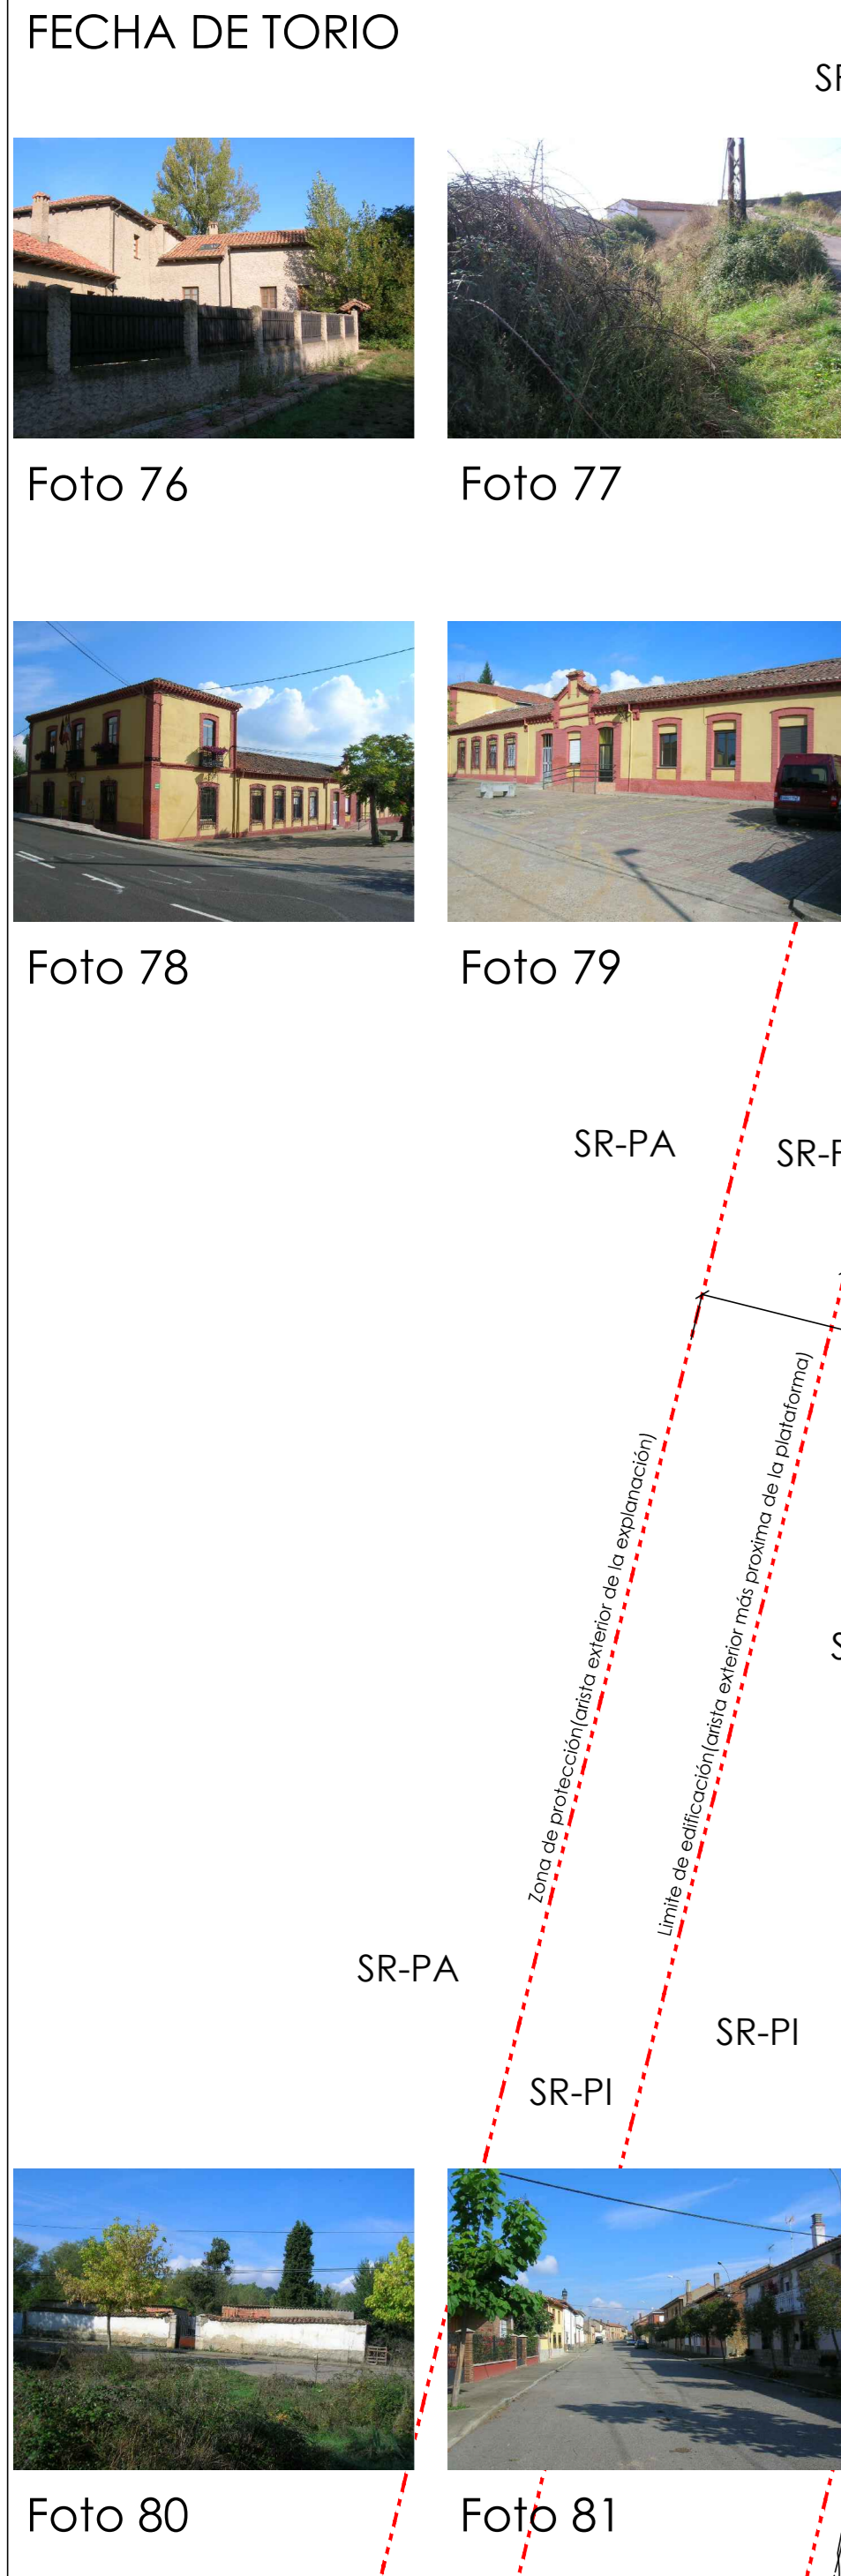 FECHA DE TORIO
Foto 76
Foto 77
Foto 78
Foto 79
SR-PA
Zona de protección(arista exterior de la explanación)
Limite de edificación(arista exterior más proxima de la plataforma)
SR-PA
SR-PI
SR-PI
Foto 80
Foto 81